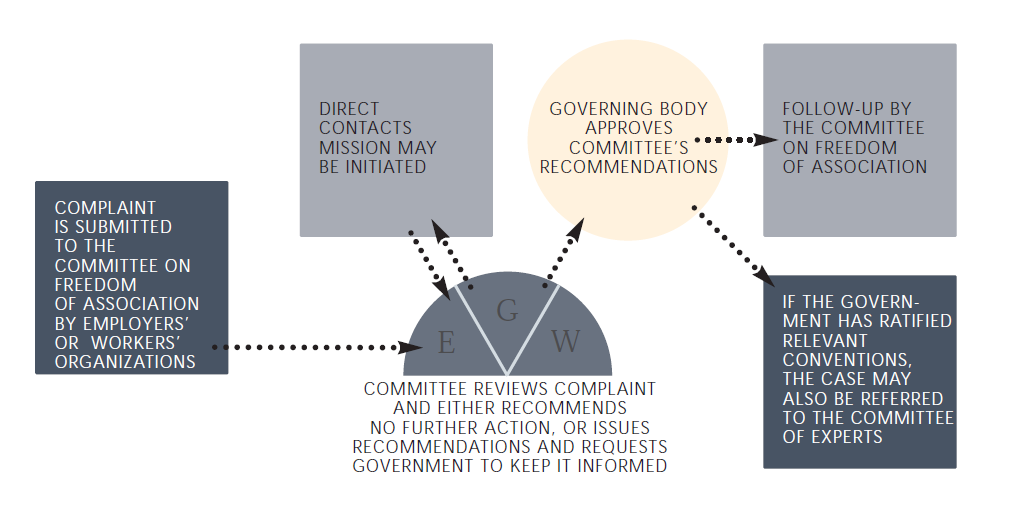 COMPLAINT
IS SUBMITTED
TO THE
COMMITTEE ON
FREEDOM
OF ASSOCIATION
BY EMPLOYERS’
OR WORKERS’
ORGANIZATIONS
DIRECT
CONTACTS
MISSION MAY
BE INITIATED
E
G
W
COMMITTEE REVIEWS COMPLAINT
AND EITHER RECOMMENDS
NO FURTHER ACTION, OR ISSUES
RECOMMENDATIONS AND REQUESTS
GOVERNMENT TO KEEP IT INFORMED
GOVERNING BODY
APPROVES
COMMITTEE’S
RECOMMENDATIONS
FOLLOW-UP BY
THE COMMITTEE
ON FREEDOM
OF ASSOCIATION
IF THE GOVERN-
MENT HAS RATIFIED
RELEVANT
CONVENTIONS,
THE CASE MAY
ALSO BE REFERRED
TO THE COMMITTEE
OF EXPERTS